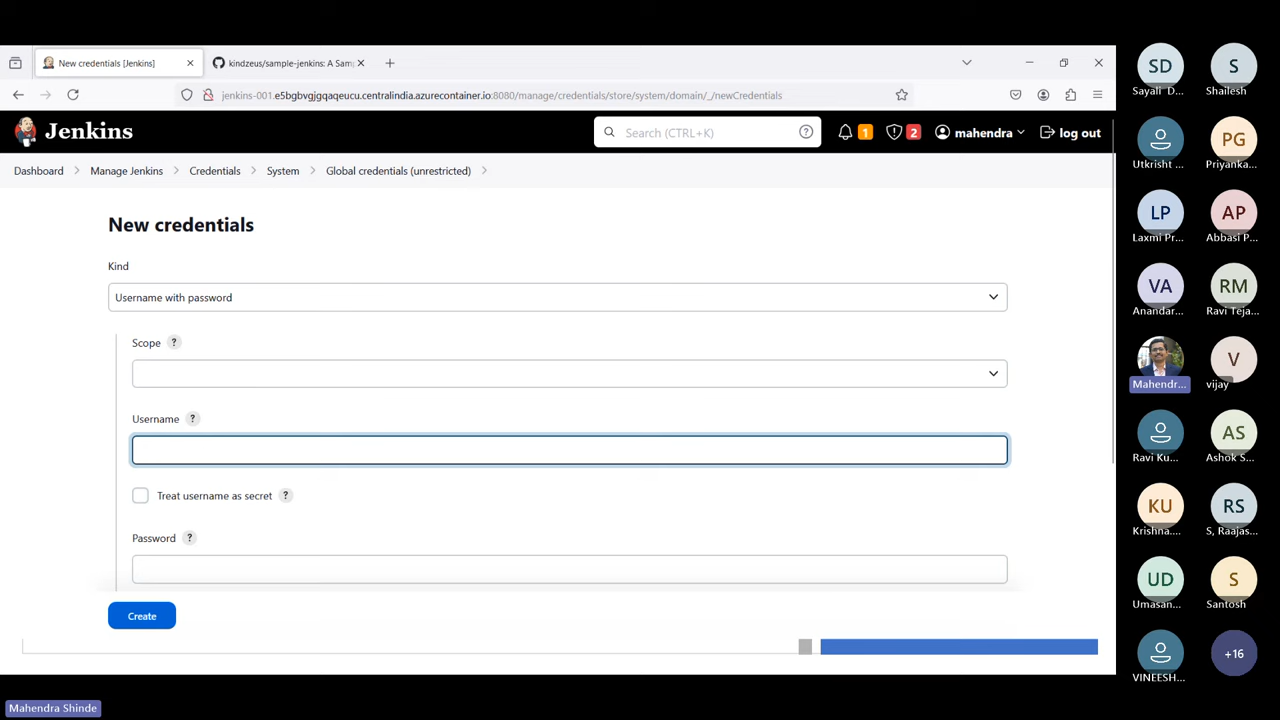 New credentials [Jenkins]
kindzeus/sample-jenkins: A Sam
jenkins-001.e5bgbvgjgqaqeucu.centralindia.azurecontainer.io:8080/manage/credentials/store/system/domain/_/newCredentials
Jenkins
Search (CTRL+K)
?
1
2
mahendra
log out
Dashboard
Manage Jenkins
Credentials
System
Global credentials (unrestricted)
New credentials
Kind
Username with password
Scope ?
Username ?
Treat username as secret ?
Password ?
Create
SD
Sayali D...
S
Shailesh
Utkrisht ...
PG
Priyanka...
LP
Laxmi Pr...
AP
Abbasi P...
VA
Anandar...
RM
Ravi Teja...
Mahendr...
V
vijay
Ravi Ku...
AS
Ashok S...
KU
Krishna....
RS
S, Raajas...
UD
Umasan...
S
Santosh
VINEESH...
+16
Mahendra Shinde